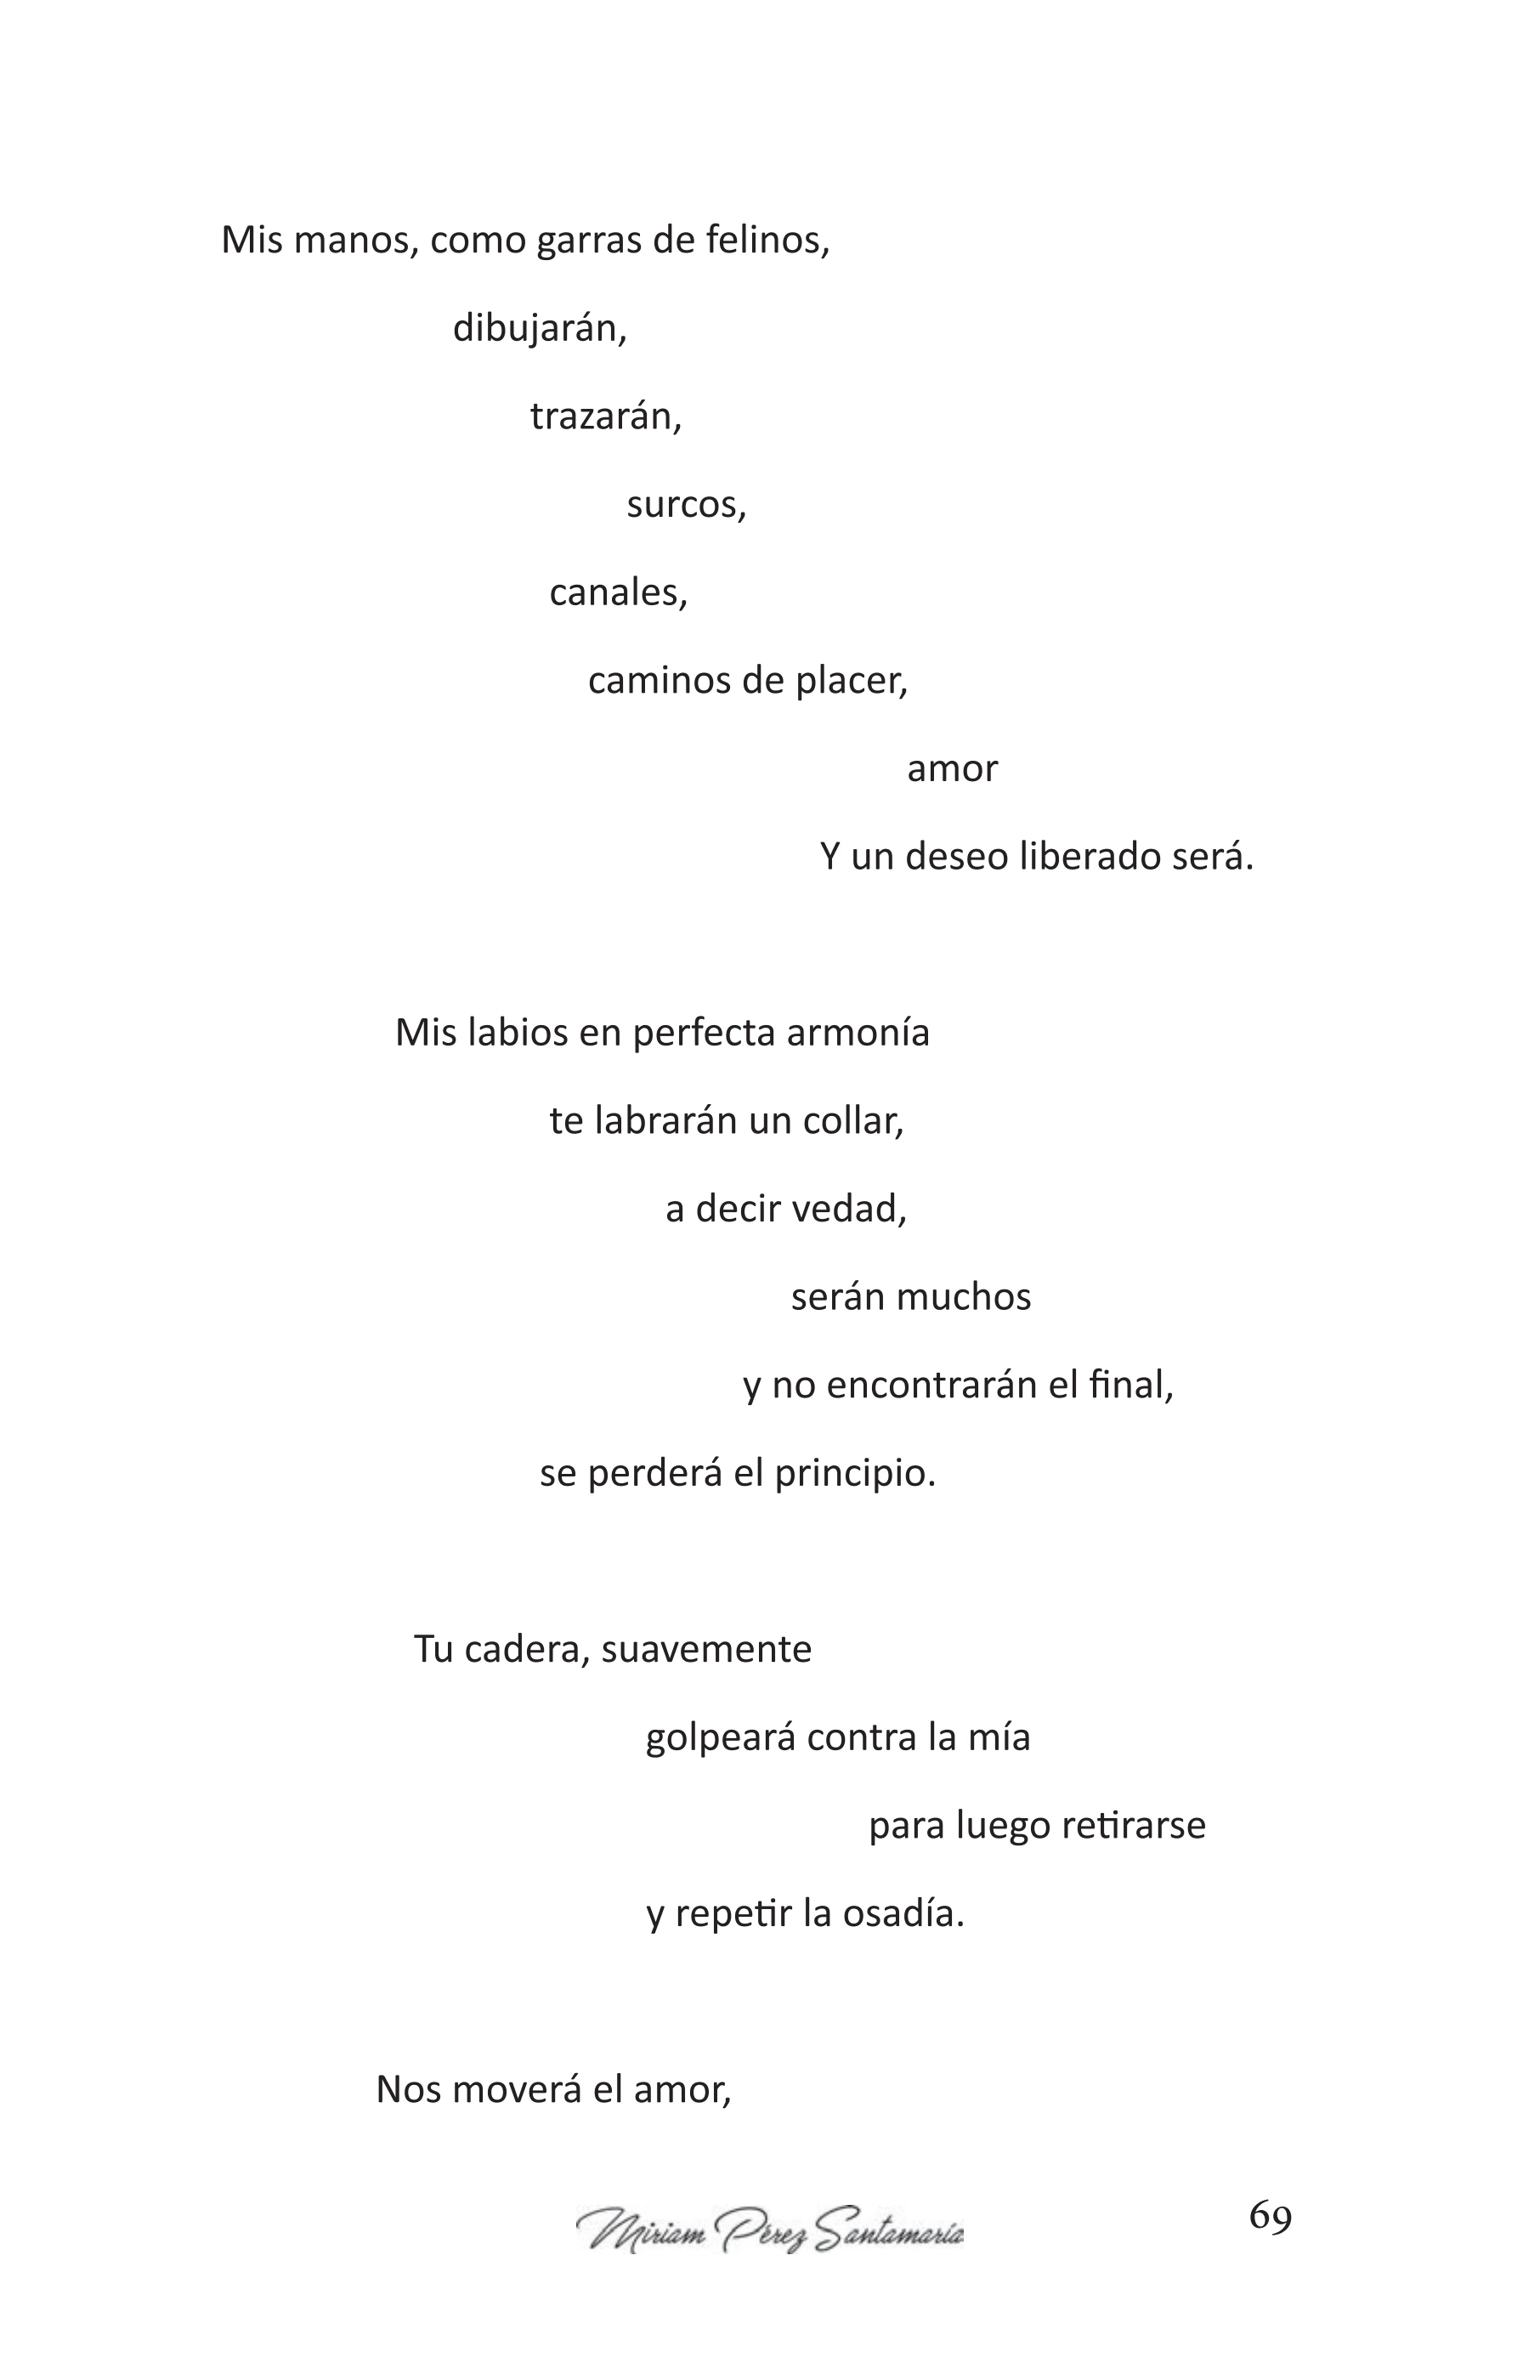 Mis manos, como garras de felinos,
dibujarán,
trazarán,
surcos,
canales,
caminos de placer,
amor
Y un deseo liberado será.
Mis labios en perfecta armonía
te labrarán un collar,
a decir vedad,
serán muchos
y no encontrarán el final,
se perderá el principio.
Tu cadera, suavemente
golpeará contra la mía
para luego retirarse
y repetir la osadía.
Nos moverá el amor,
Miriam Pérez Santamaría
69